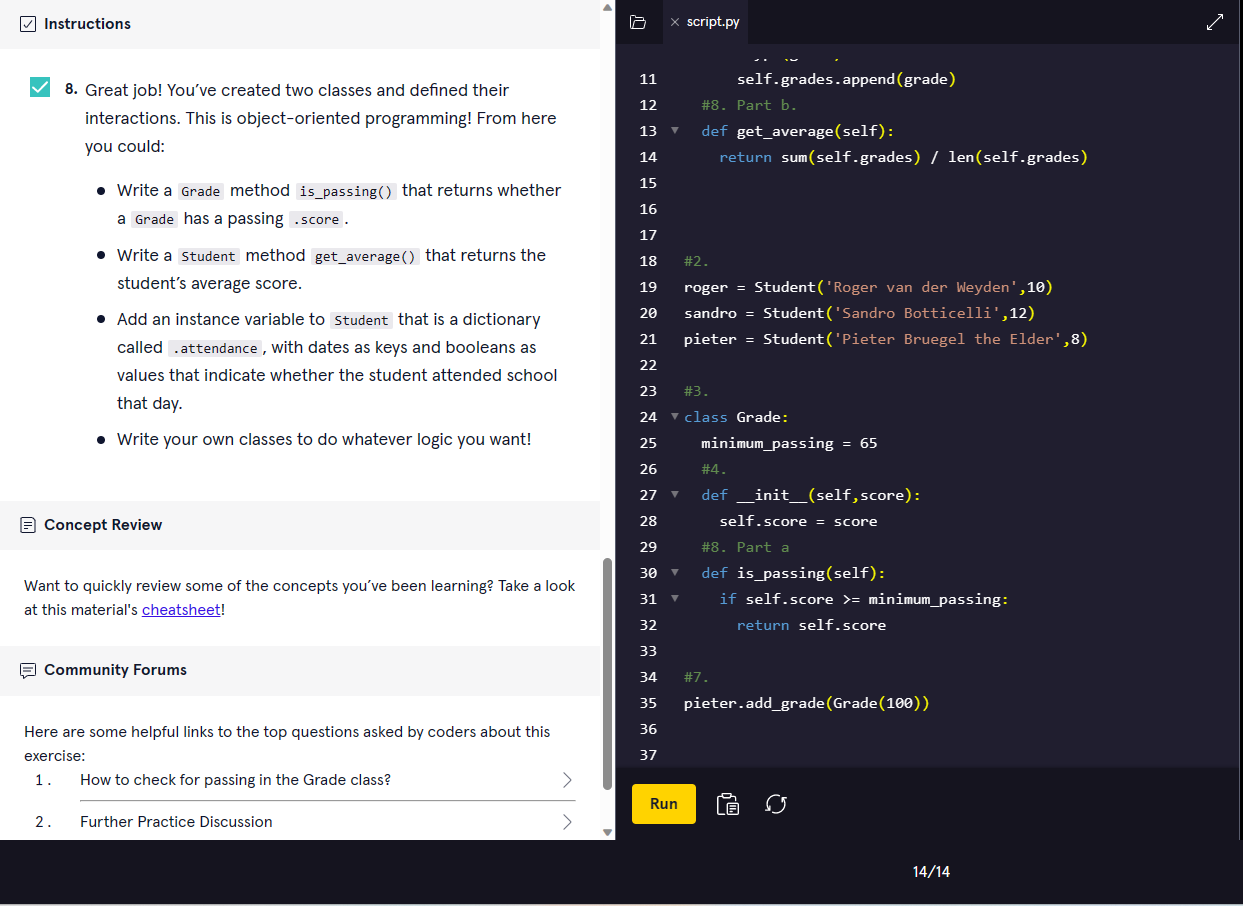 Instructions
8. Great job! You’ve created two classes and defined their
interactions. This is object-oriented programming! From here
you could:
Write a Grade method is_passing() that returns whether
a Grade has a passing .score.
Write a Student method get_average() that returns the
student’s average score.
Add an instance variable to Student that is a dictionary
called .attendance, with dates as keys and booleans as
values that indicate whether the student attended school
that day.
Write your own classes to do whatever logic you want!
Concept Review
Want to quickly review some of the concepts you’ve been learning? Take a look
at this material's cheatsheet!
Community Forums
Here are some helpful links to the top questions asked by coders about this
exercise:
1. How to check for passing in the Grade class?
2. Further Practice Discussion
script.py
11 self.grades.append(grade)
12 #8. Part b.
13 def get_average(self):
14 return sum(self.grades) / len(self.grades)
15
16
17
18 #2.
19 roger = Student('Roger van der Weyden',10)
20 sandro = Student('Sandro Botticelli',12)
21 pieter = Student('Pieter Bruegel the Elder',8)
22
23 #3.
24 class Grade:
25 minimum_passing = 65
26 #4.
27 def __init__(self,score):
28 self.score = score
29 #8. Part a
30 def is_passing(self):
31 if self.score >= minimum_passing:
32 return self.score
33
34 #7.
35 pieter.add_grade(Grade(100))
36
37
Run
14/14